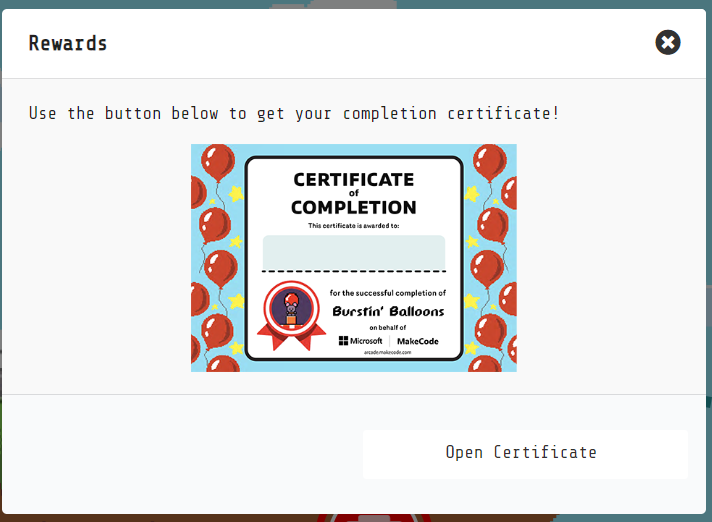 Rewards
Use the button below to get your completion certificate!
CERTIFICATE
of
COMPLETION
This certificate is awarded to:
for the successful completion of
Burstin' Balloons
on behalf of
Microsoft | MakeCode
arcade.makecode.com
Open Certificate